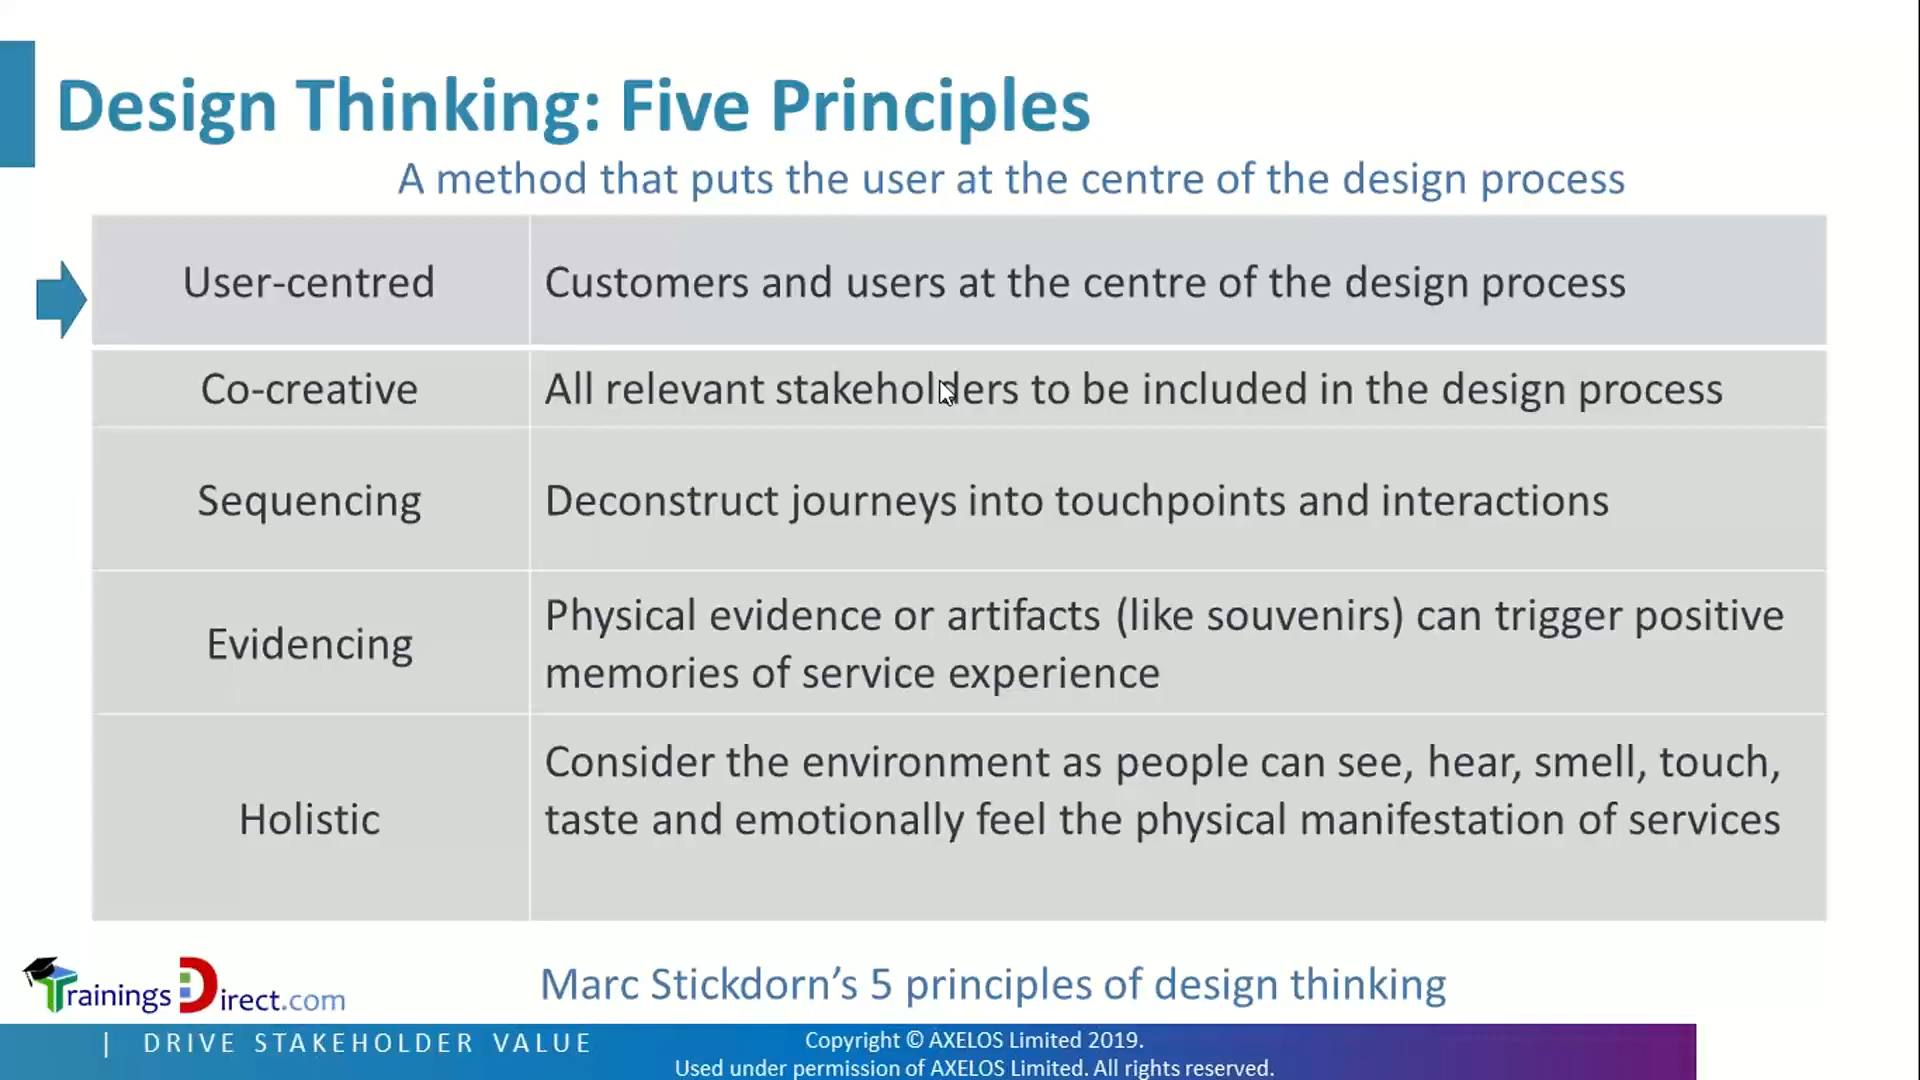 Design Thinking: Five Principles
A method that puts the user at the centre of the design process
User-centred
Customers and users at the centre of the design process
Co-creative
All relevant stakeholders to be included in the design process
Sequencing
Deconstruct journeys into touchpoints and interactions
Evidencing
Physical evidence or artifacts (like souvenirs) can trigger positive
memories of service experience
Holistic
Consider the environment as people can see, hear, smell, touch,
taste and emotionally feel the physical manifestation of services
TrainingsDirect.com
Marc Stickdorn’s 5 principles of design thinking
| DRIVE STAKEHOLDER VALUE
Copyright © AXELOS Limited 2019.
Used under permission of AXELOS Limited. All rights reserved.